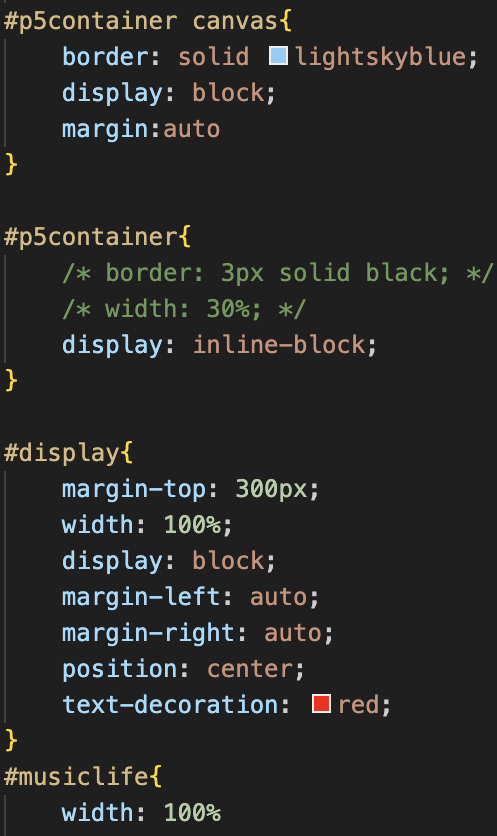 #p5container canvas{
    border: solid lightskyblue;
    display: block;
    margin:auto
}

#p5container{
    /* border: 3px solid black; */
    /* width: 30%; */
    display: inline-block;
}

#display{
    margin-top: 300px;
    width: 100%;
    display: block;
    margin-left: auto;
    margin-right: auto;
    position: center;
    text-decoration: red;
}
#musiclife{
    width: 100%